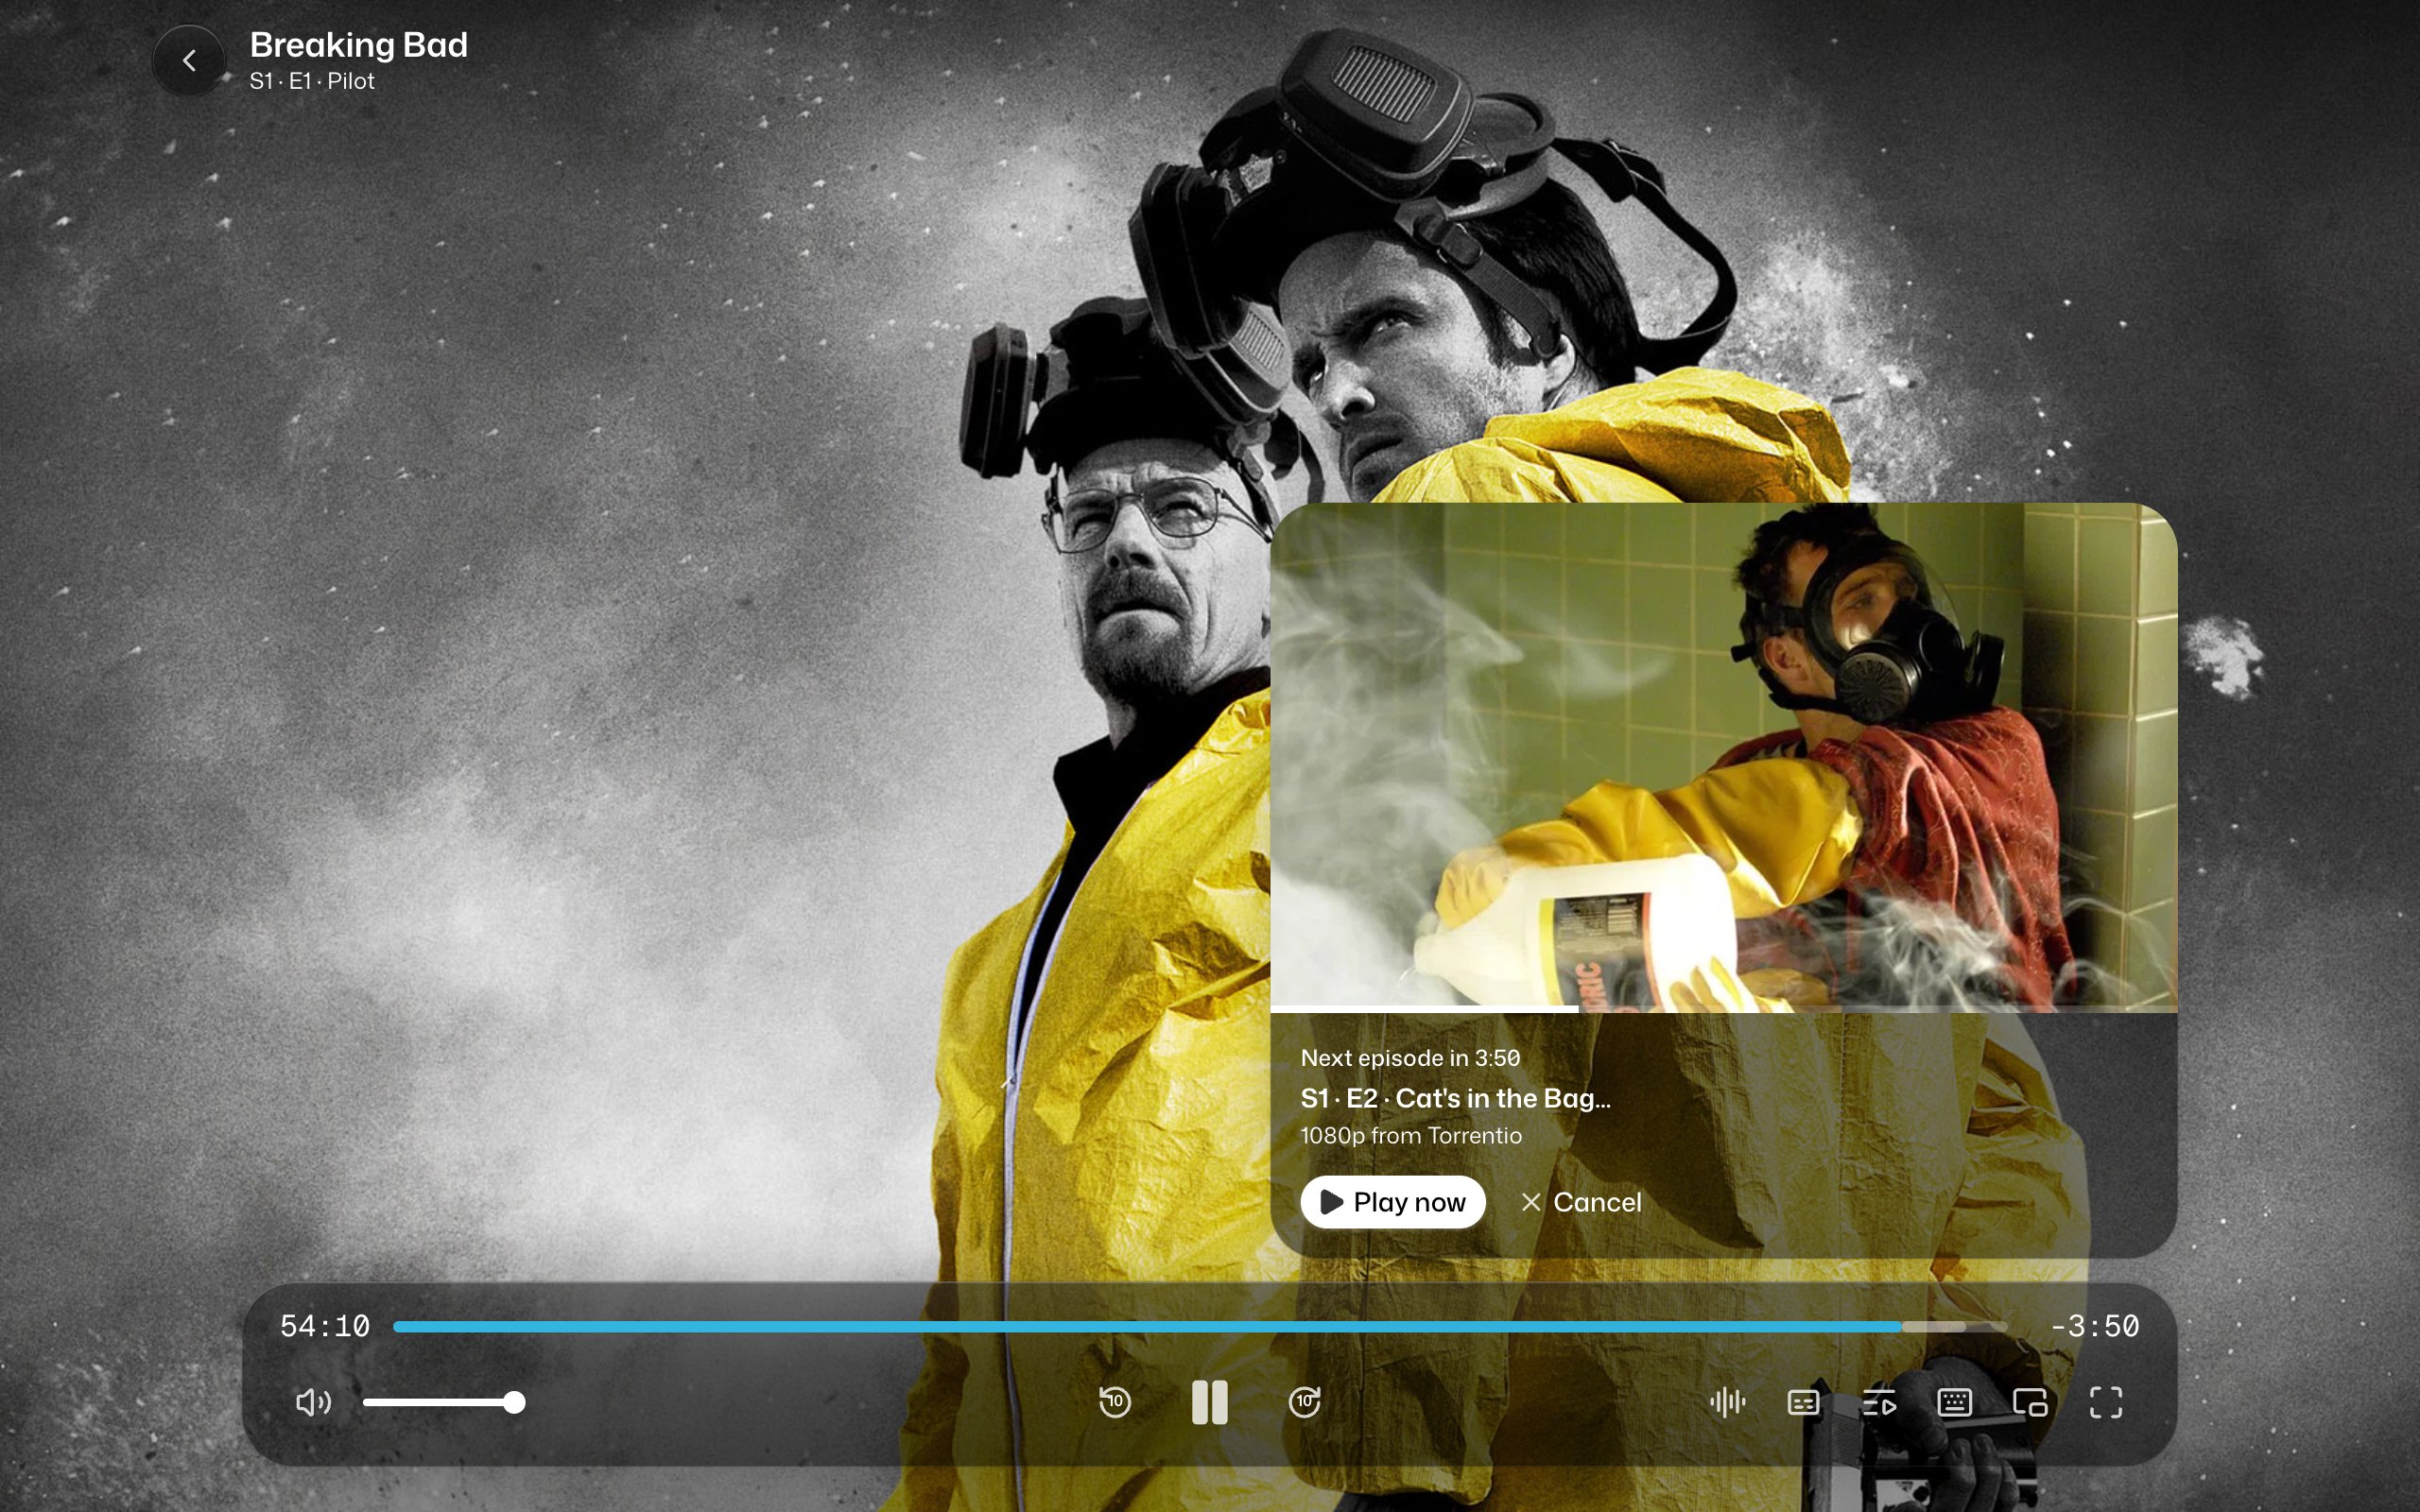 Breaking Bad
S1 · E1 · Pilot
Next episode in 3:50
S1 · E2 · Cat's in the Bag...
1080p from Torrentio
Play now
Cancel
54:10
-3:50
10
10